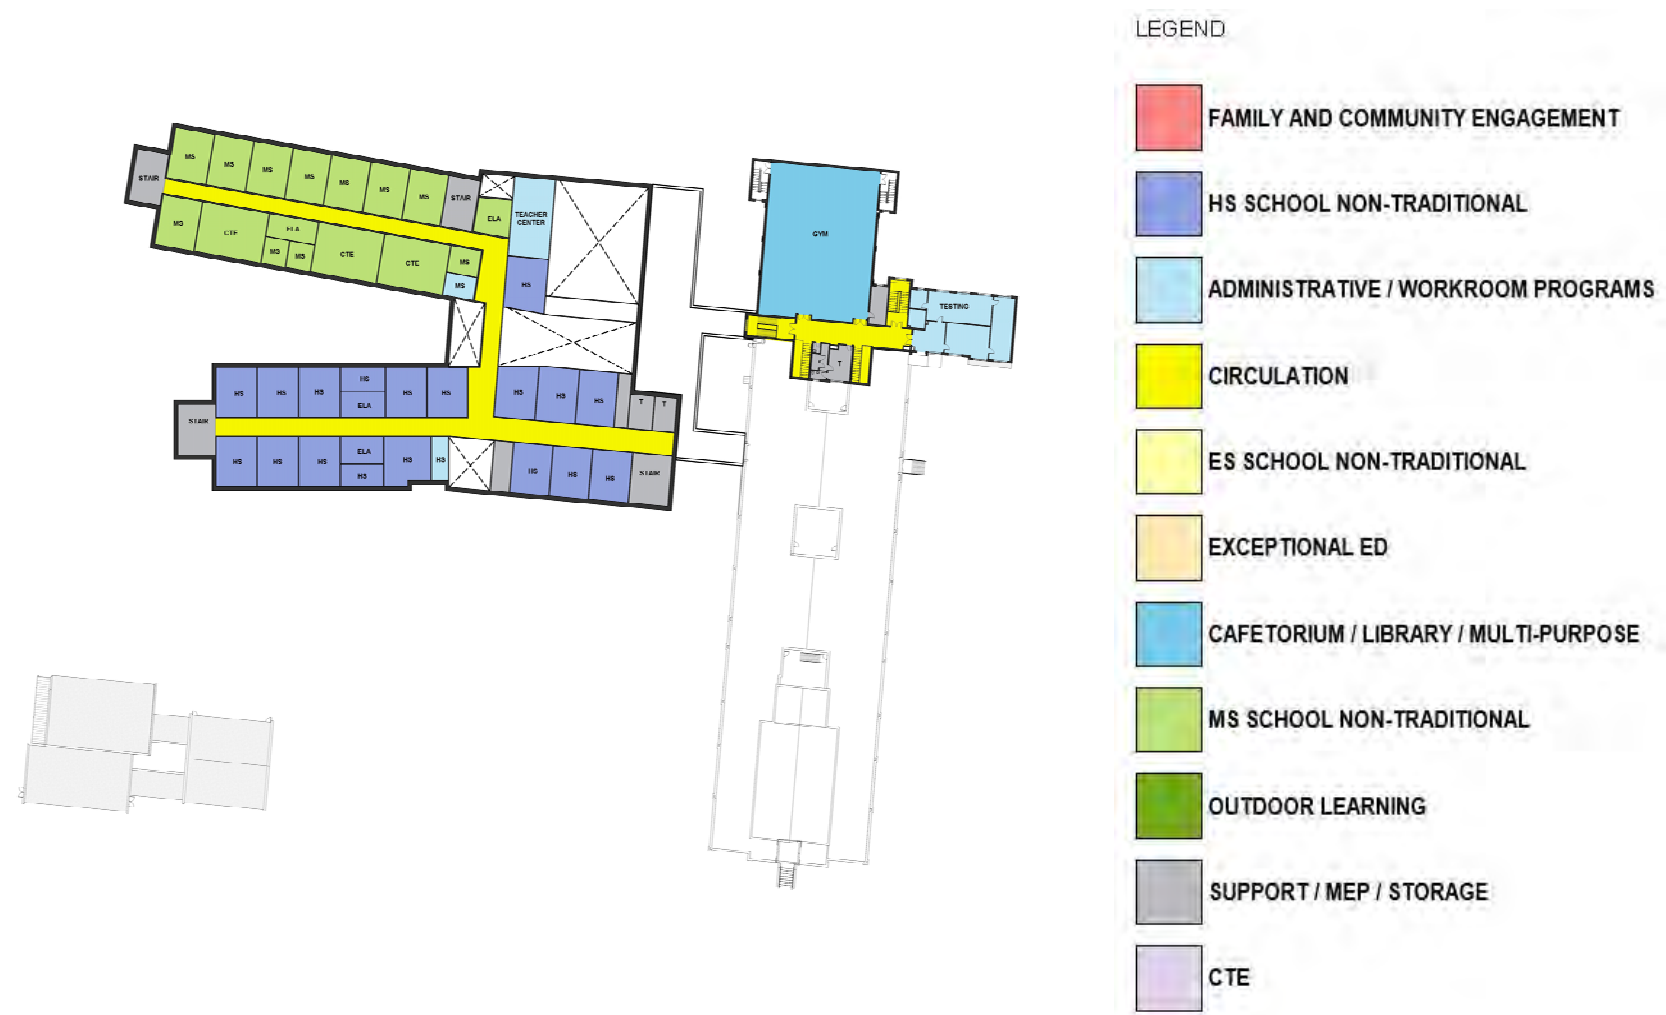 LEGEND
FAMILY AND COMMUNITY ENGAGEMENT
HS SCHOOL NON-TRADITIONAL
ADMINISTRATIVE / WORKROOM PROGRAMS
CIRCULATION
ES SCHOOL NON-TRADITIONAL
EXCEPTIONAL ED
CAFETORIUM / LIBRARY / MULTI-PURPOSE
MS SCHOOL NON-TRADITIONAL
OUTDOOR LEARNING
SUPPORT / MEP / STORAGE
CTE
STAIR
MS
MS
MS
MS
MS
MS
MS
STAIR
ELA
TEACHER
CENTER
MS
CTE
ELA
MS
MS
CTE
CTE
MS
MS
HS
GYM
TESTING
T
HS
HS
HS
HS
ELA
HS
HS
HS
HS
HS
T
T
STAIR
HS
HS
HS
ELA
HS
HS
HS
HS
HS
HS
STAIR